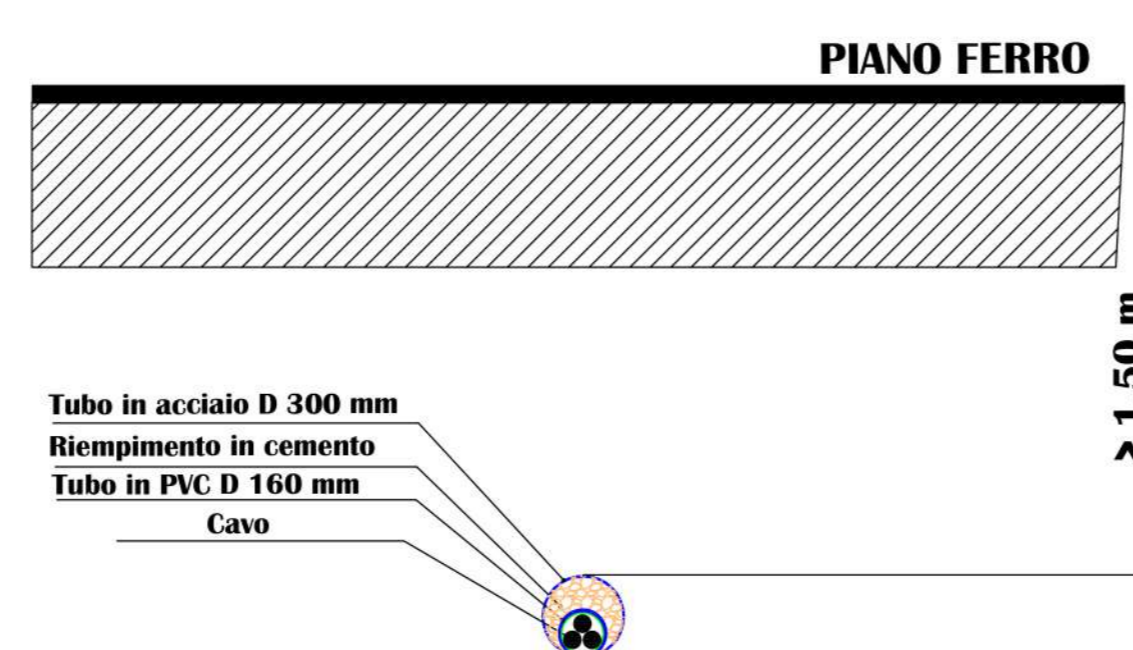 PIANO FERRO
> 1,50 m
Tubo in acciaio D 300 mm
Riempimento in cemento
Tubo in PVC D 160 mm
Cavo